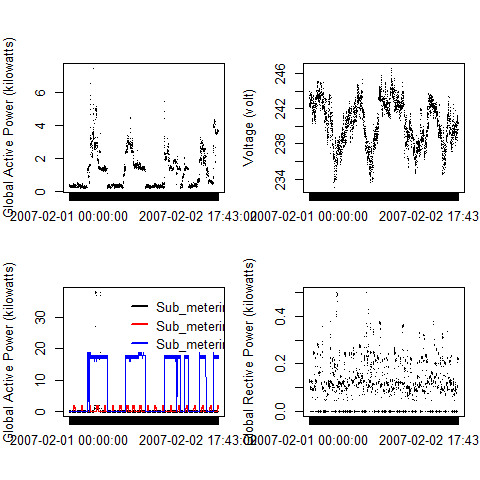 Global Active Power (kilowatts)
0 2 4 6
2007-02-01 00:00:00 2007-02-02 17:43:00
Voltage (volt)
234 238 242 246
2007-02-01 00:00:00 2007-02-02 17:43
Global Active Power (kilowatts)
0 10 20 30
Sub_meterin
Sub_meterin
Sub_meterin
2007-02-01 00:00:00 2007-02-02 17:43:00
Global Rective Power (kilowatts)
0.0 0.2 0.4
2007-02-01 00:00:00 2007-02-02 17:43